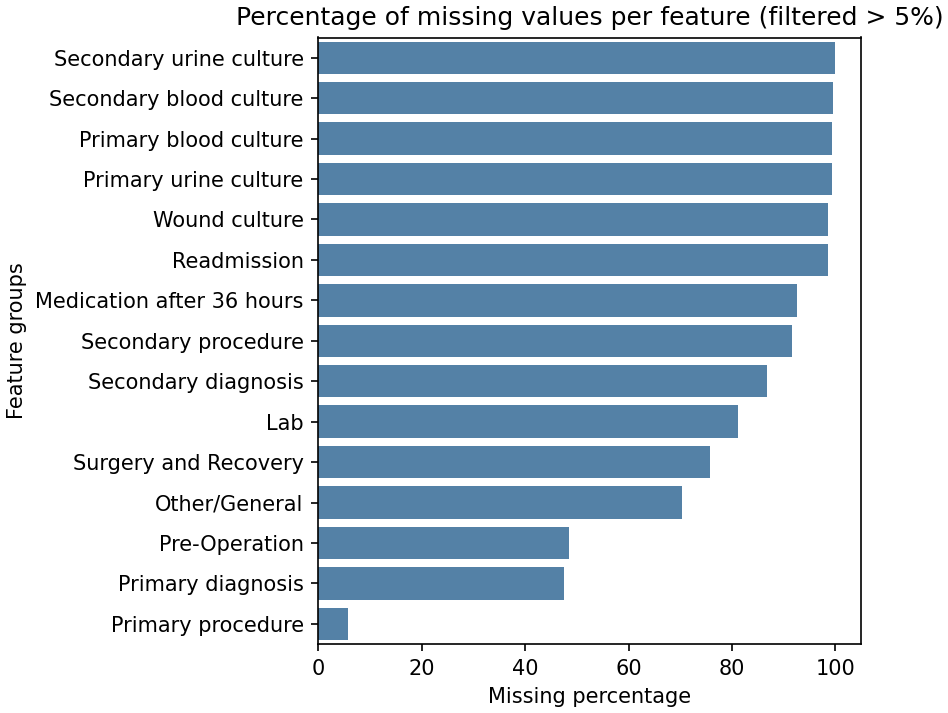 Percentage of missing values per feature (filtered > 5%)
Feature groups
Secondary urine culture
Secondary blood culture
Primary blood culture
Primary urine culture
Wound culture
Readmission
Medication after 36 hours
Secondary procedure
Secondary diagnosis
Lab
Surgery and Recovery
Other/General
Pre-Operation
Primary diagnosis
Primary procedure
0 20 40 60 80 100
Missing percentage